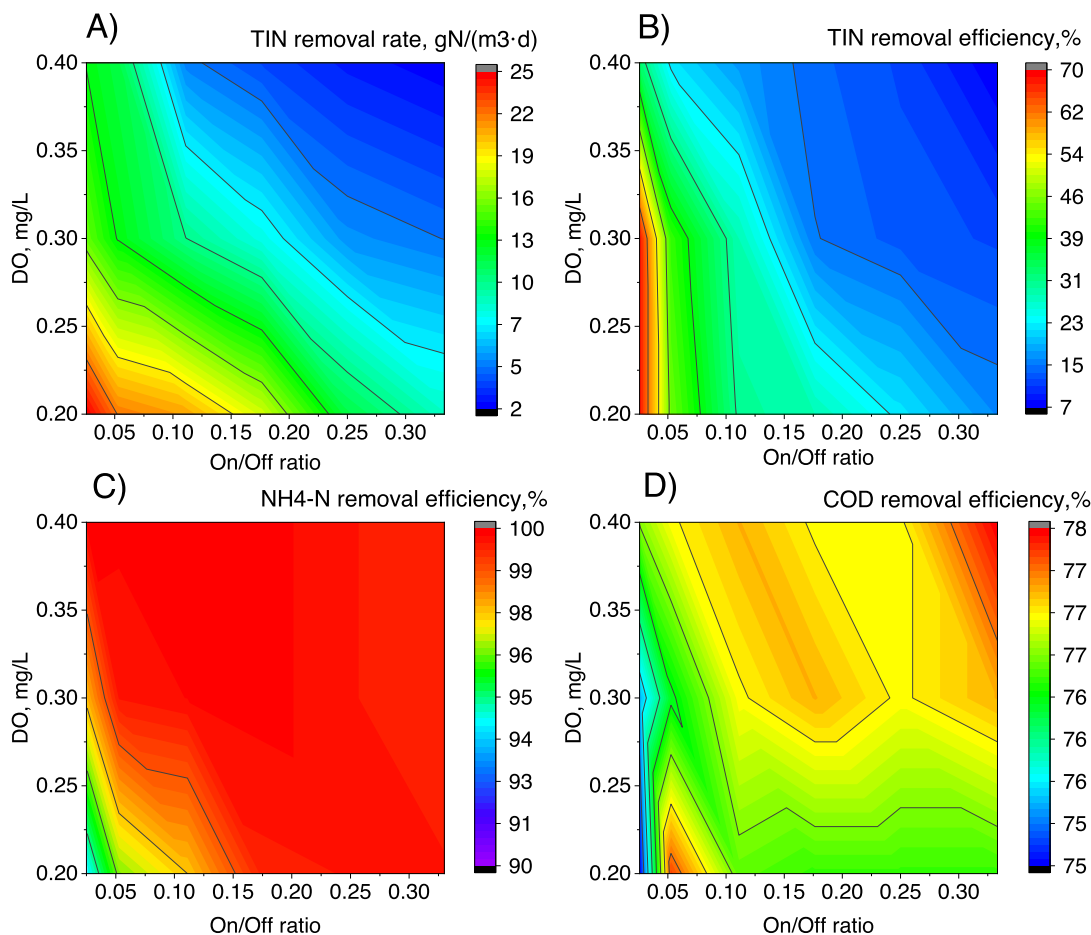 A)
TIN removal rate, gN/(m3·d)
0.40
0.35
0.30
0.25
0.20
DO, mg/L
0.05 0.10 0.15 0.20 0.25 0.30
On/Off ratio
25
22
19
16
13
10
7
5
2
B)
TIN removal efficiency,%
0.40
0.35
0.30
0.25
0.20
DO, mg/L
0.05 0.10 0.15 0.20 0.25 0.30
On/Off ratio
70
62
54
46
39
31
23
15
7
C)
NH4-N removal efficiency,%
0.40
0.35
0.30
0.25
0.20
DO, mg/L
0.05 0.10 0.15 0.20 0.25 0.30
On/Off ratio
100
99
98
96
95
94
93
91
90
D)
COD removal efficiency,%
0.40
0.35
0.30
0.25
0.20
DO, mg/L
0.05 0.10 0.15 0.20 0.25 0.30
On/Off ratio
78
77
77
77
76
76
76
75
75